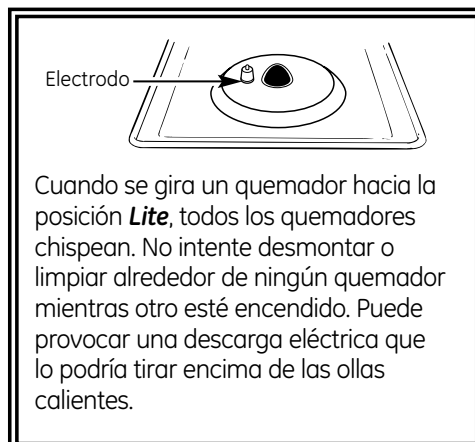 Electrodo
Cuando se gira un quemador hacia la
posición Lite, todos los quemadores
chispean. No intente desmontar o
limpiar alrededor de ningún quemador
mientras otro esté encendido. Puede
provocar una descarga eléctrica que
lo podría tirar encima de las ollas
calientes.